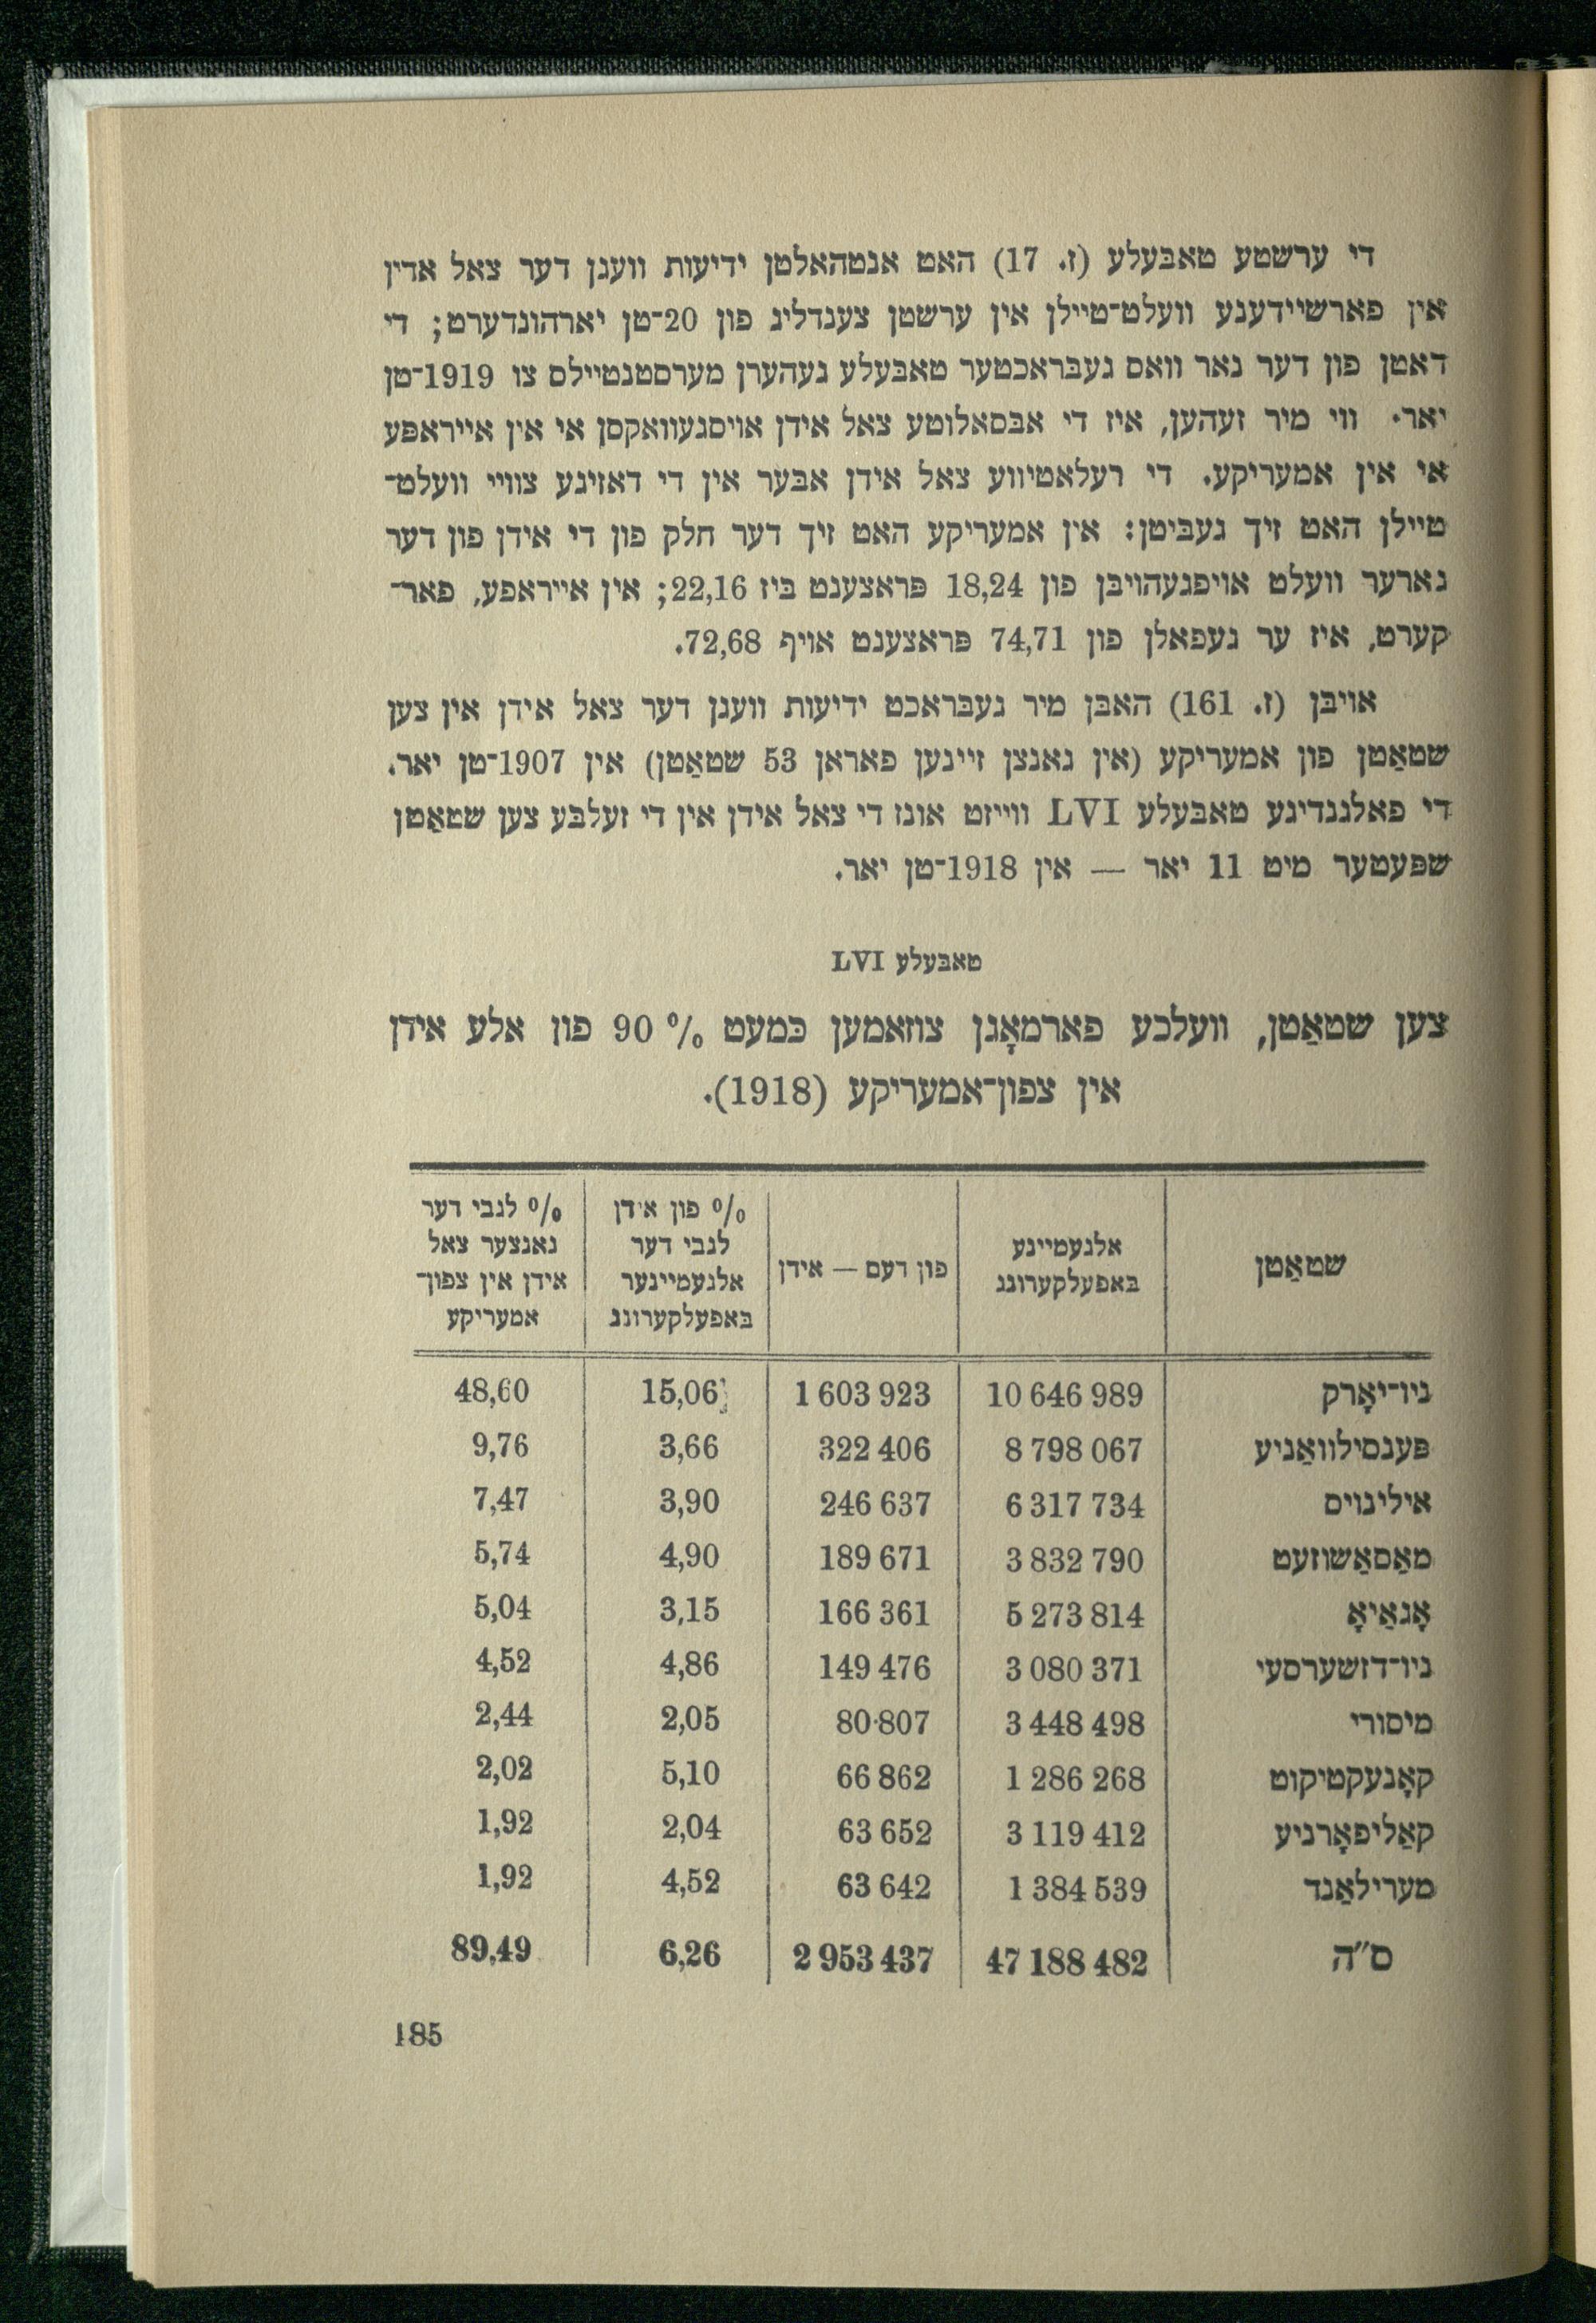 די ערשטע טאבעלע (ז. 17) האט אנטהאלטן ידיעות וועגן דער צאל אדין
אין פארשיידענע וועלט־טיילן אין ערשטן צענדליג פון 20־טן יארהונדערט; די
דאטן פון דער נאר וואס געבראכטער טאבעלע געהערן מערסטנטיילס צו 1919־טן
יאר. ווי מיר זעהען, איז די אבסאלוטע צאל אידן אויסגעוואקסן אי אין אייראפע
אי אין אמעריקע. די רעלאטיווע צאל אידן אבער אין די דאזיגע צוויי וועלט־
טיילן האט זיך געביטן: אין אמעריקע האט זיך דער חלק פון די אידן פון דער
גארער וועלט אויפגעהויבן פון 18,24 פראצענט ביז 22,16; אין אייראפע, פאר־
קערט, איז ער געפאלן פון 74,71 פראצענט אויף 72,68.
אויבן (ז. 161) האבן מיר געבראכט ידיעות וועגן דער צאל אידן אין צען
שטאַטן פון אמעריקע (אין גאנצן זיינען פאראן 53 שטאַטן) אין 1907־טן יאר.
די פאלגנדיגע טאבעלע LVI ווייזט אונז די צאל אידן אין די זעלבע צען שטאַטן
שפעטער מיט 11 יאר — אין 1918־טן יאר.
טאבעלע LVI
צען שטאַטן, וועלכע פארמאָגן צוזאמען כמעט 90 % פון אלע אידן
אין צפון־אמעריקע (1918).
שטאַטן | אלגעמיינע באפעלקערונג | פון דעם — אידן | % פון אידן לגבי דער אלגעמיינער באפעלקערונג | % לגבי דער גאנצער צאל אידן אין צפון־אמעריקע
ניו־יאָרק 10 646 989 1 603 923 15,06 48,60
פענסילוואַניע 8 798 067 322 406 3,66 9,76
אילינויס 6 317 734 246 637 3,90 7,47
מאַסאַשוזעט 3 832 790 189 671 4,90 5,74
אָגאַיאָ 5 273 814 166 361 3,15 5,04
ניו־דזשערסעי 3 080 371 149 476 4,86 4,52
מיסורי 3 448 498 80 807 2,05 2,44
קאָנעקטיקוט 1 286 268 66 862 5,10 2,02
קאַליפאָרניע 3 119 412 63 652 2,04 1,92
מערילאַנד 1 384 539 63 642 4,52 1,92
ס״ה 47 188 482 2 953 437 6,26 89,49
185